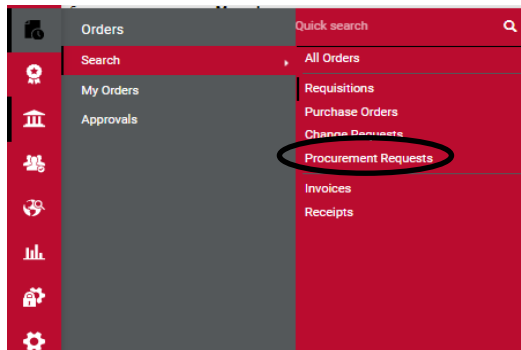 Orders
Search
My Orders
Approvals
Quick search
All Orders
Requisitions
Purchase Orders
Change Requests
Procurement Requests
Invoices
Receipts